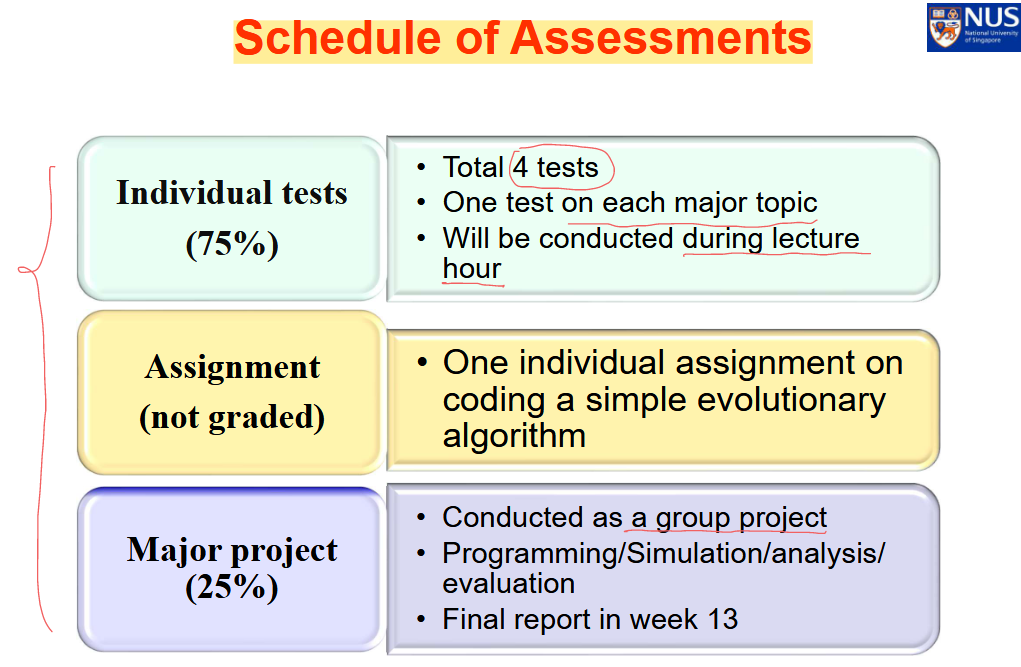 Schedule of Assessments
NUS
National University
of Singapore
Individual tests
(75%)
• Total 4 tests
• One test on each major topic
• Will be conducted during lecture
hour
Assignment
(not graded)
• One individual assignment on
coding a simple evolutionary
algorithm
Major project
(25%)
• Conducted as a group project
• Programming/Simulation/analysis/
evaluation
• Final report in week 13